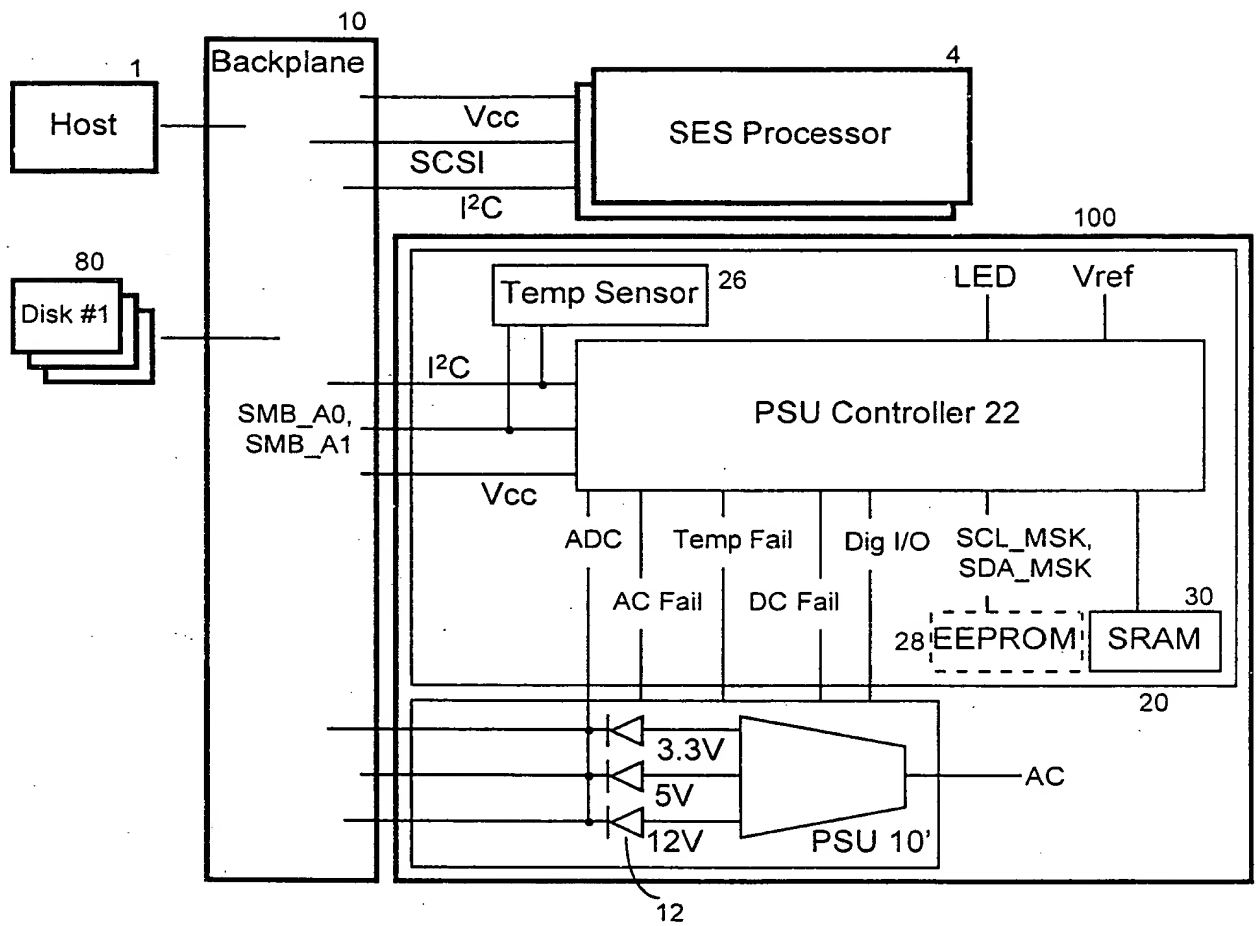 10
Backplane
1
Host
4
SES Processor
Vcc
SCSI
I²C
100
80
Disk #1
Temp Sensor
26
LED
Vref
I²C
SMB_A0,
SMB_A1
Vcc
PSU Controller 22
ADC
Temp Fail
Dig I/O
SCL_MSK,
SDA_MSK
AC Fail
DC Fail
28
EEPROM
30
SRAM
20
3.3V
5V
12V
PSU 10'
AC
12